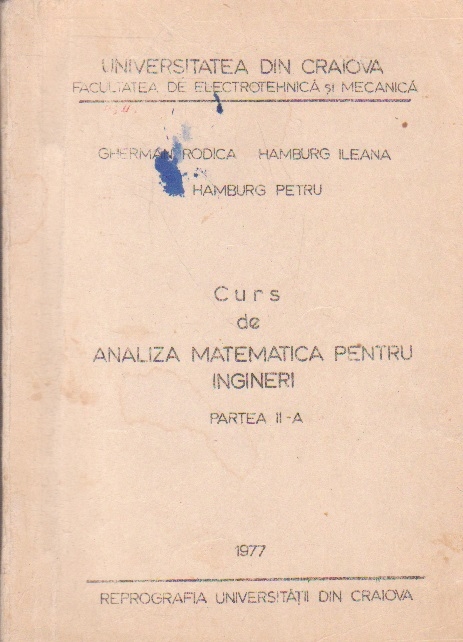 UNIVERSITATEA DIN CRAIOVA
FACULTATEA DE ELECTROTEHNICĂ ȘI MECANICĂ
GHERMAN RODICA HAMBURG ILEANA
HAMBURG PETRU
Curs
de
ANALIZA MATEMATICA PENTRU
INGINERI
PARTEA II-A
1977
REPROGRAFIA UNIVERSITĂȚII DIN CRAIOVA